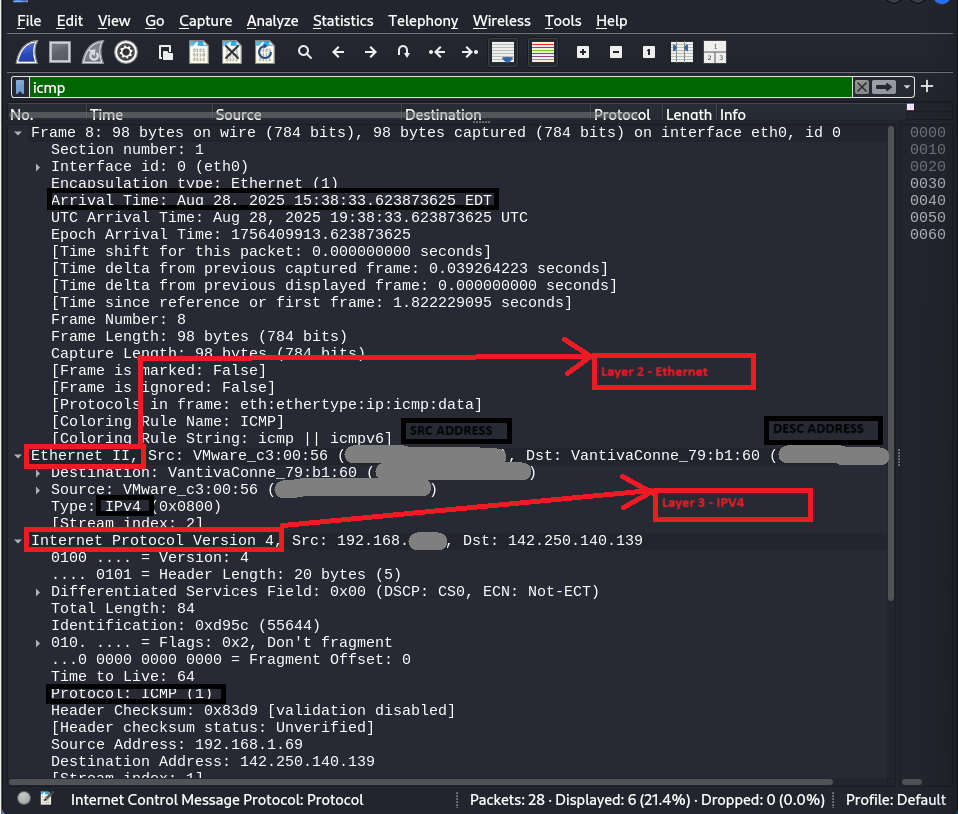 File Edit View Go Capture Analyze Statistics Telephony Wireless Tools Help
icmp
No. Time Source Destination Protocol Length Info
Frame 8: 98 bytes on wire (784 bits), 98 bytes captured (784 bits) on interface eth0, id 0
0000
Section number: 1
0010
Interface id: 0 (eth0)
0020
Encapsulation type: Ethernet (1)
0030
Arrival Time: Aug 28, 2025 15:38:33.623873625 EDT
0040
UTC Arrival Time: Aug 28, 2025 19:38:33.623873625 UTC
0050
Epoch Arrival Time: 1756409913.623873625
0060
[Time shift for this packet: 0.000000000 seconds]
[Time delta from previous captured frame: 0.039264223 seconds]
[Time delta from previous displayed frame: 0.000000000 seconds]
[Time since reference or first frame: 1.822229095 seconds]
Frame Number: 8
Frame Length: 98 bytes (784 bits)
Capture Length: 98 bytes (784 bits)
[Frame is marked: False]
Layer 2 - Ethernet
[Frame is ignored: False]
[Protocols in frame: eth:ethertype:ip:icmp:data]
[Coloring Rule Name: ICMP]
[Coloring Rule String: icmp || icmpv6]
SRC ADDRESS
DESC ADDRESS
Ethernet II, Src: VMware_c3:00:56 (, Dst: VantivaConne_79:b1:60 (
Destination: VantivaConne_79:b1:60 ()
Source: VMware_c3:00:56 ()
Type: IPv4 (0x0800)
Layer 3 - IPV4
[Stream index: 2]
Internet Protocol Version 4, Src: 192.168., Dst: 142.250.140.139
0100 .... = Version: 4
.... 0101 = Header Length: 20 bytes (5)
Differentiated Services Field: 0x00 (DSCP: CS0, ECN: Not-ECT)
Total Length: 84
Identification: 0xd95c (55644)
010. .... = Flags: 0x2, Don't fragment
...0 0000 0000 0000 = Fragment Offset: 0
Time to Live: 64
Protocol: ICMP (1)
Header Checksum: 0x83d9 [validation disabled]
[Header checksum status: Unverified]
Source Address: 192.168.1.69
Destination Address: 142.250.140.139
[Stream index: 1]
Internet Control Message Protocol: Protocol
Packets: 28 · Displayed: 6 (21.4%) · Dropped: 0 (0.0%)
Profile: Default